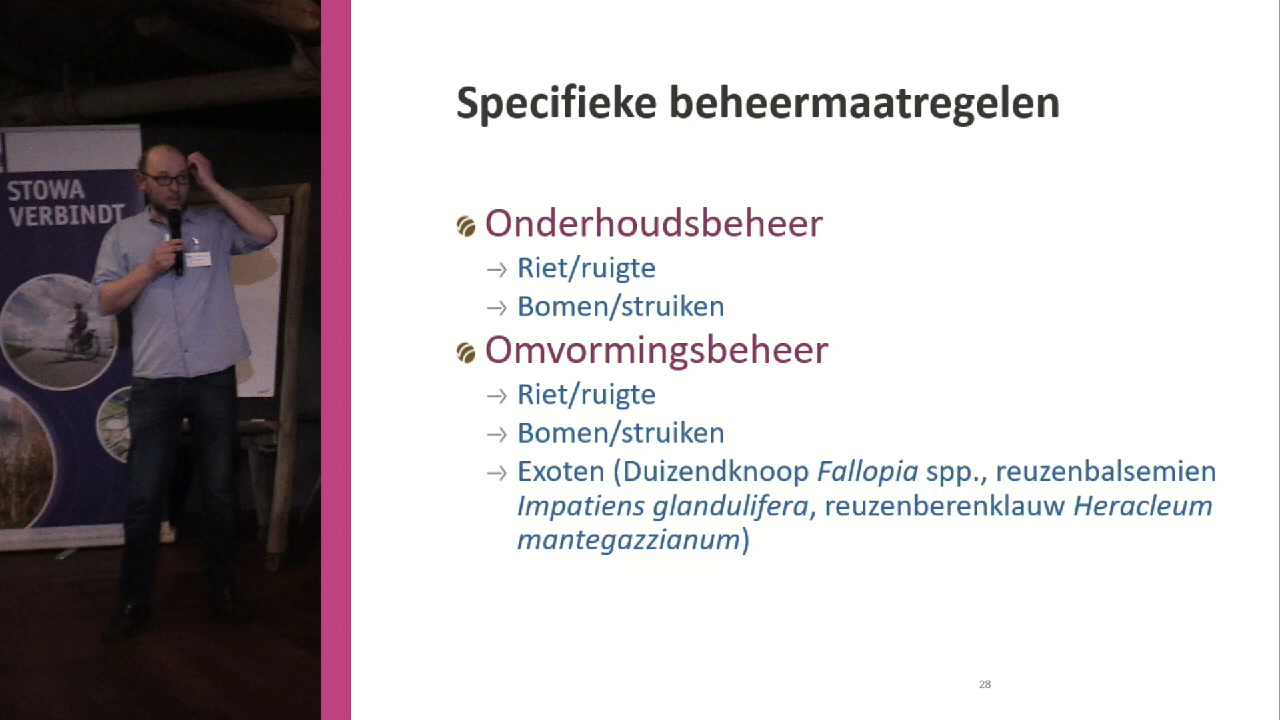 STOWA
VERBINDT
Specifieke beheermaatregelen
Onderhoudsbeheer
→ Riet/ruigte
→ Bomen/struiken
Omvormingsbeheer
→ Riet/ruigte
→ Bomen/struiken
→ Exoten (Duizendknoop Fallopia spp., reuzenbalsemien
Impatiens glandulifera, reuzenberenklauw Heracleum
mantegazzianum)
28